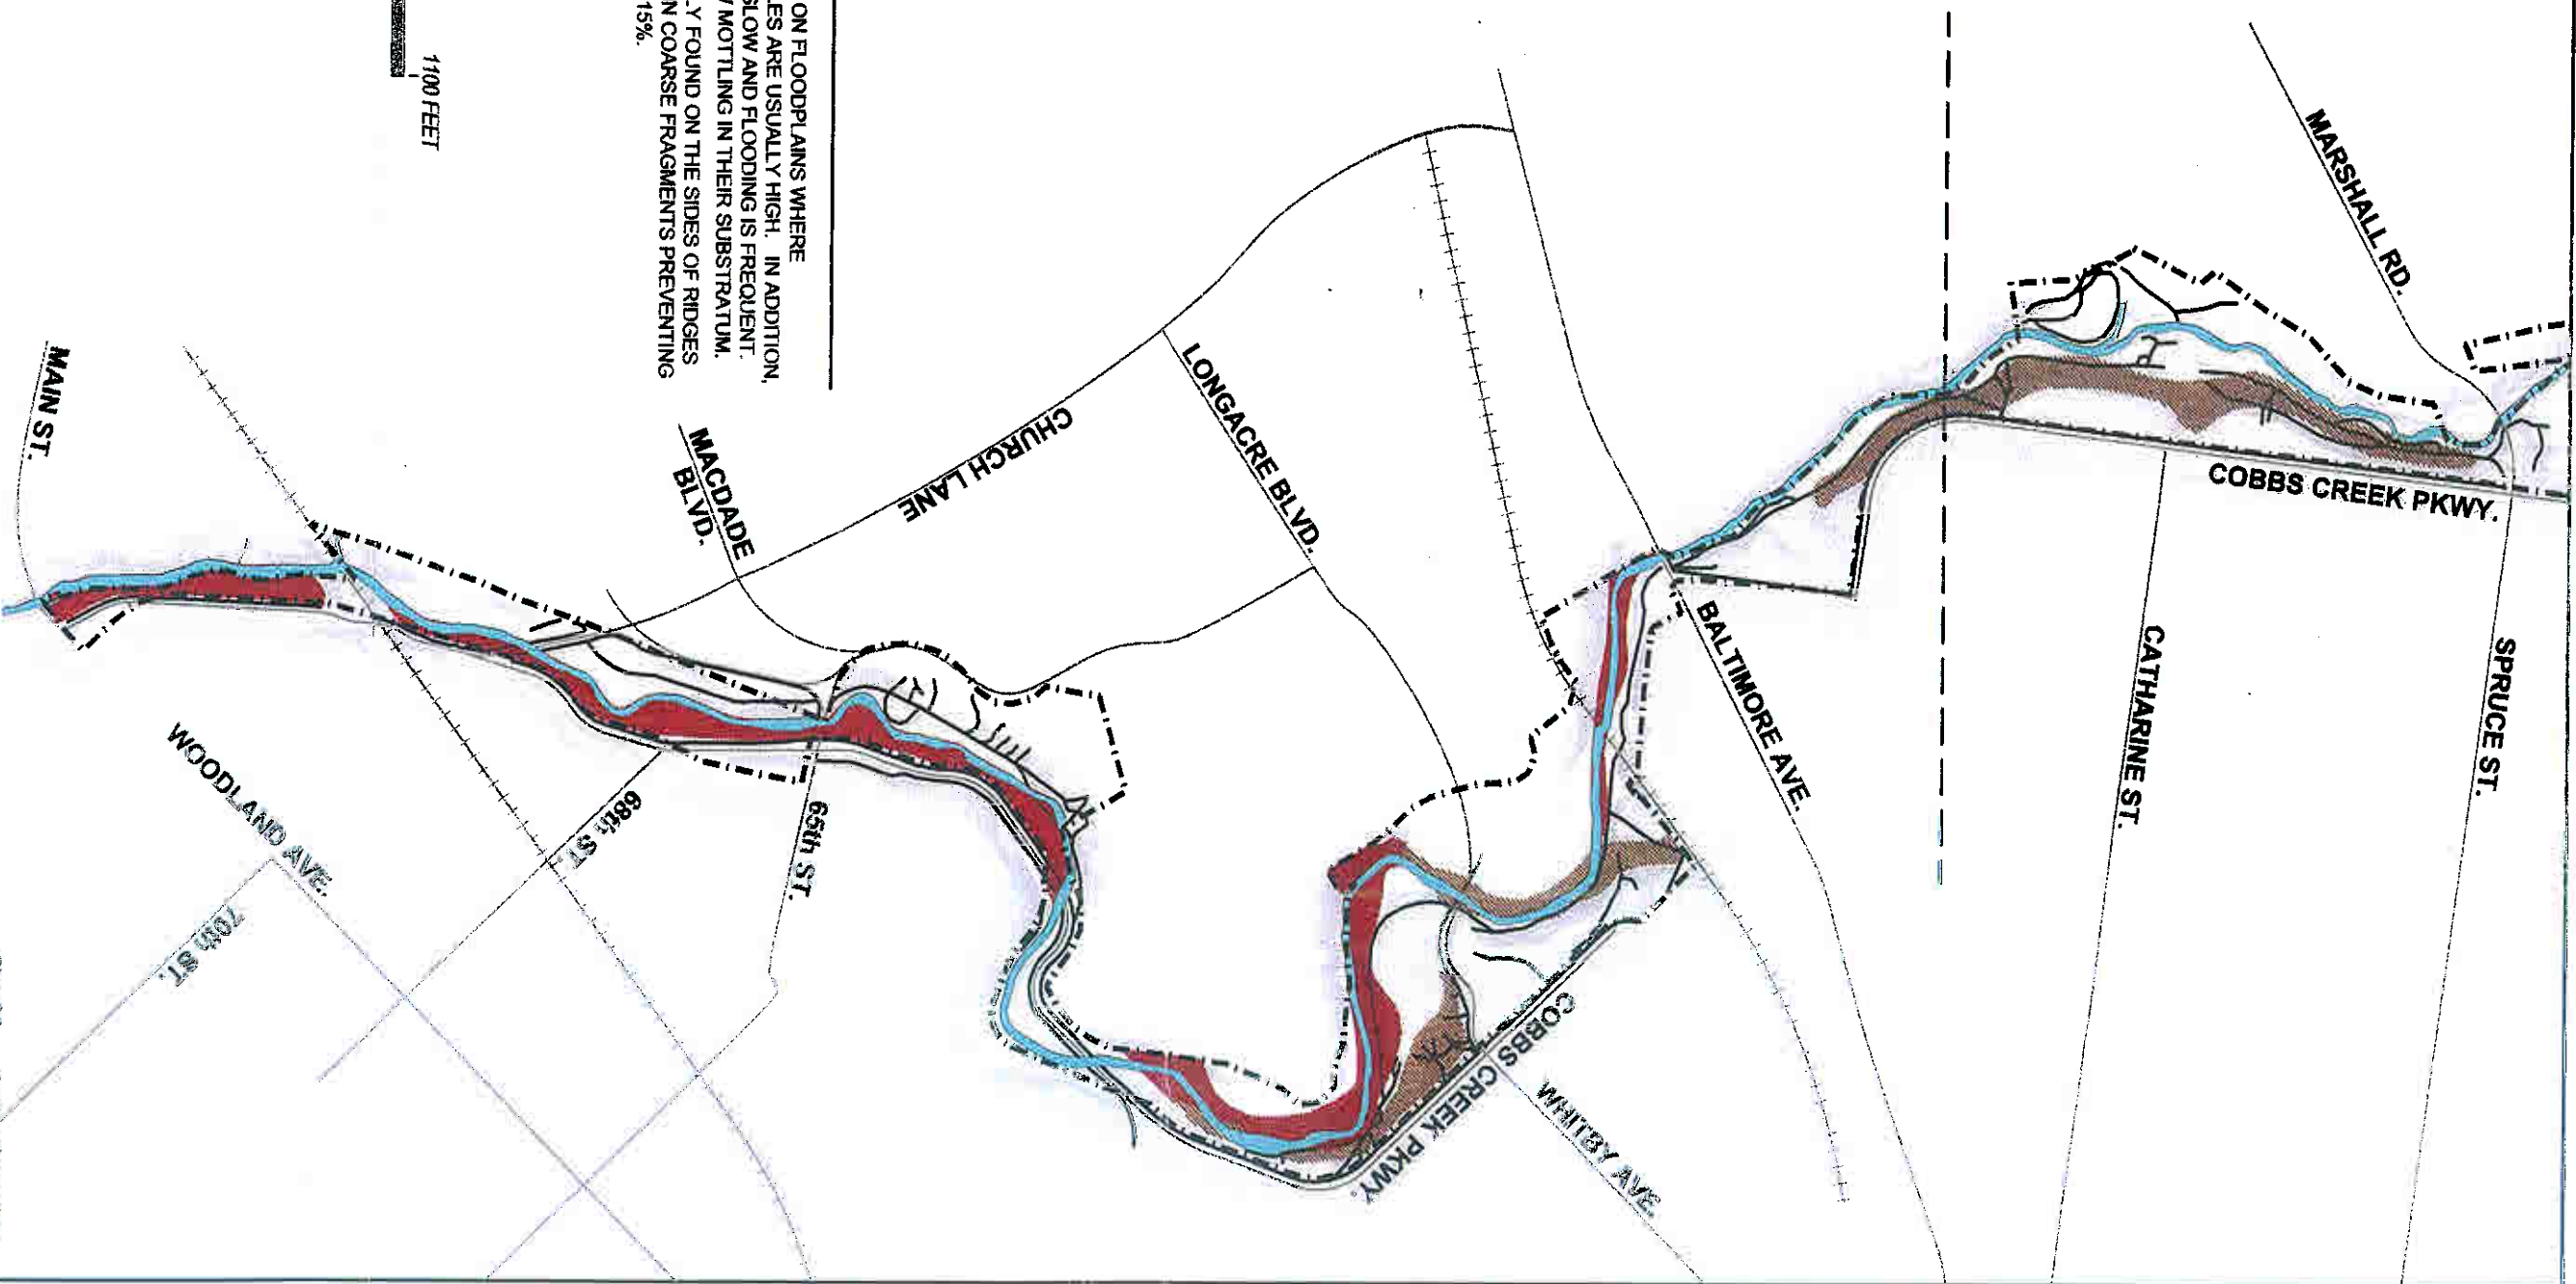 ON FLOODPLAINS WHERE
LES ARE USUALLY HIGH. IN ADDITION,
SLOW AND FLOODING IS FREQUENT.
MOTTLING IN THEIR SUBSTRATUM.
LY FOUND ON THE SIDES OF RIDGES
N COARSE FRAGMENTS PREVENTING
15%.
1100 FEET
MARSHALL RD.
COBBS CREEK PKWY.
SPRUCE ST.
CATHARINE ST.
BALTIMORE AVE.
LONGACRE BLVD.
CHURCH LANE
MACDADE
BLVD.
MAIN ST.
WOODLAND AVE.
70th ST.
68th ST.
65th ST.
COBBS CREEK PKWY.
WHITBY AVE.